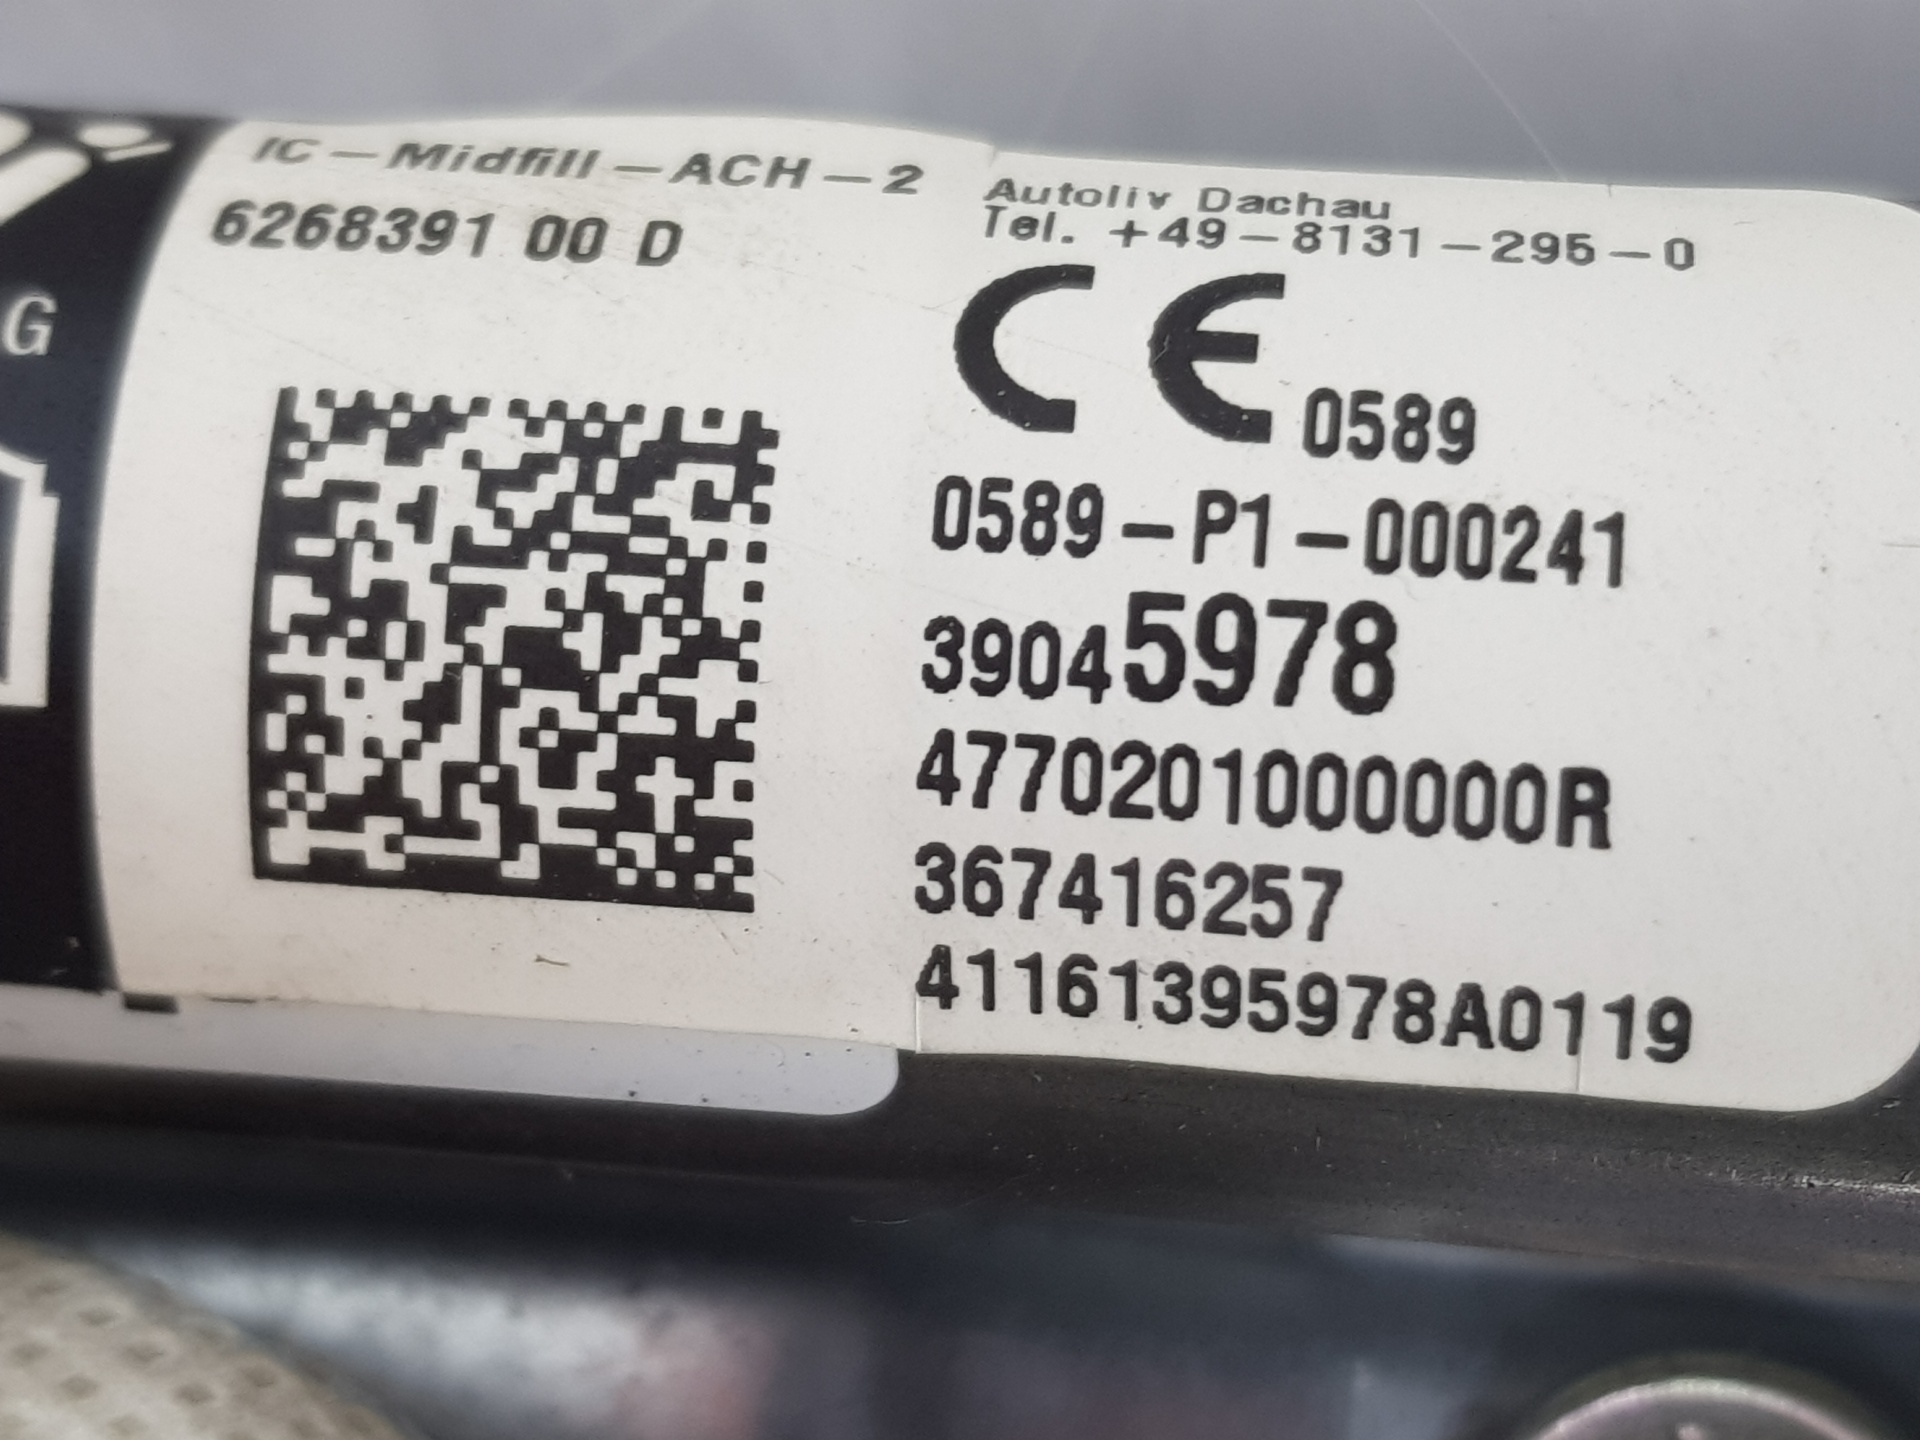 IC-Midfill-ACH-2
6268391 00 D
G
Autoliv Dachau
Tel. +49-8131-295-0
CE 0589
0589-P1-000241
39045978
4770201000000R
367416257
41161395978A0119